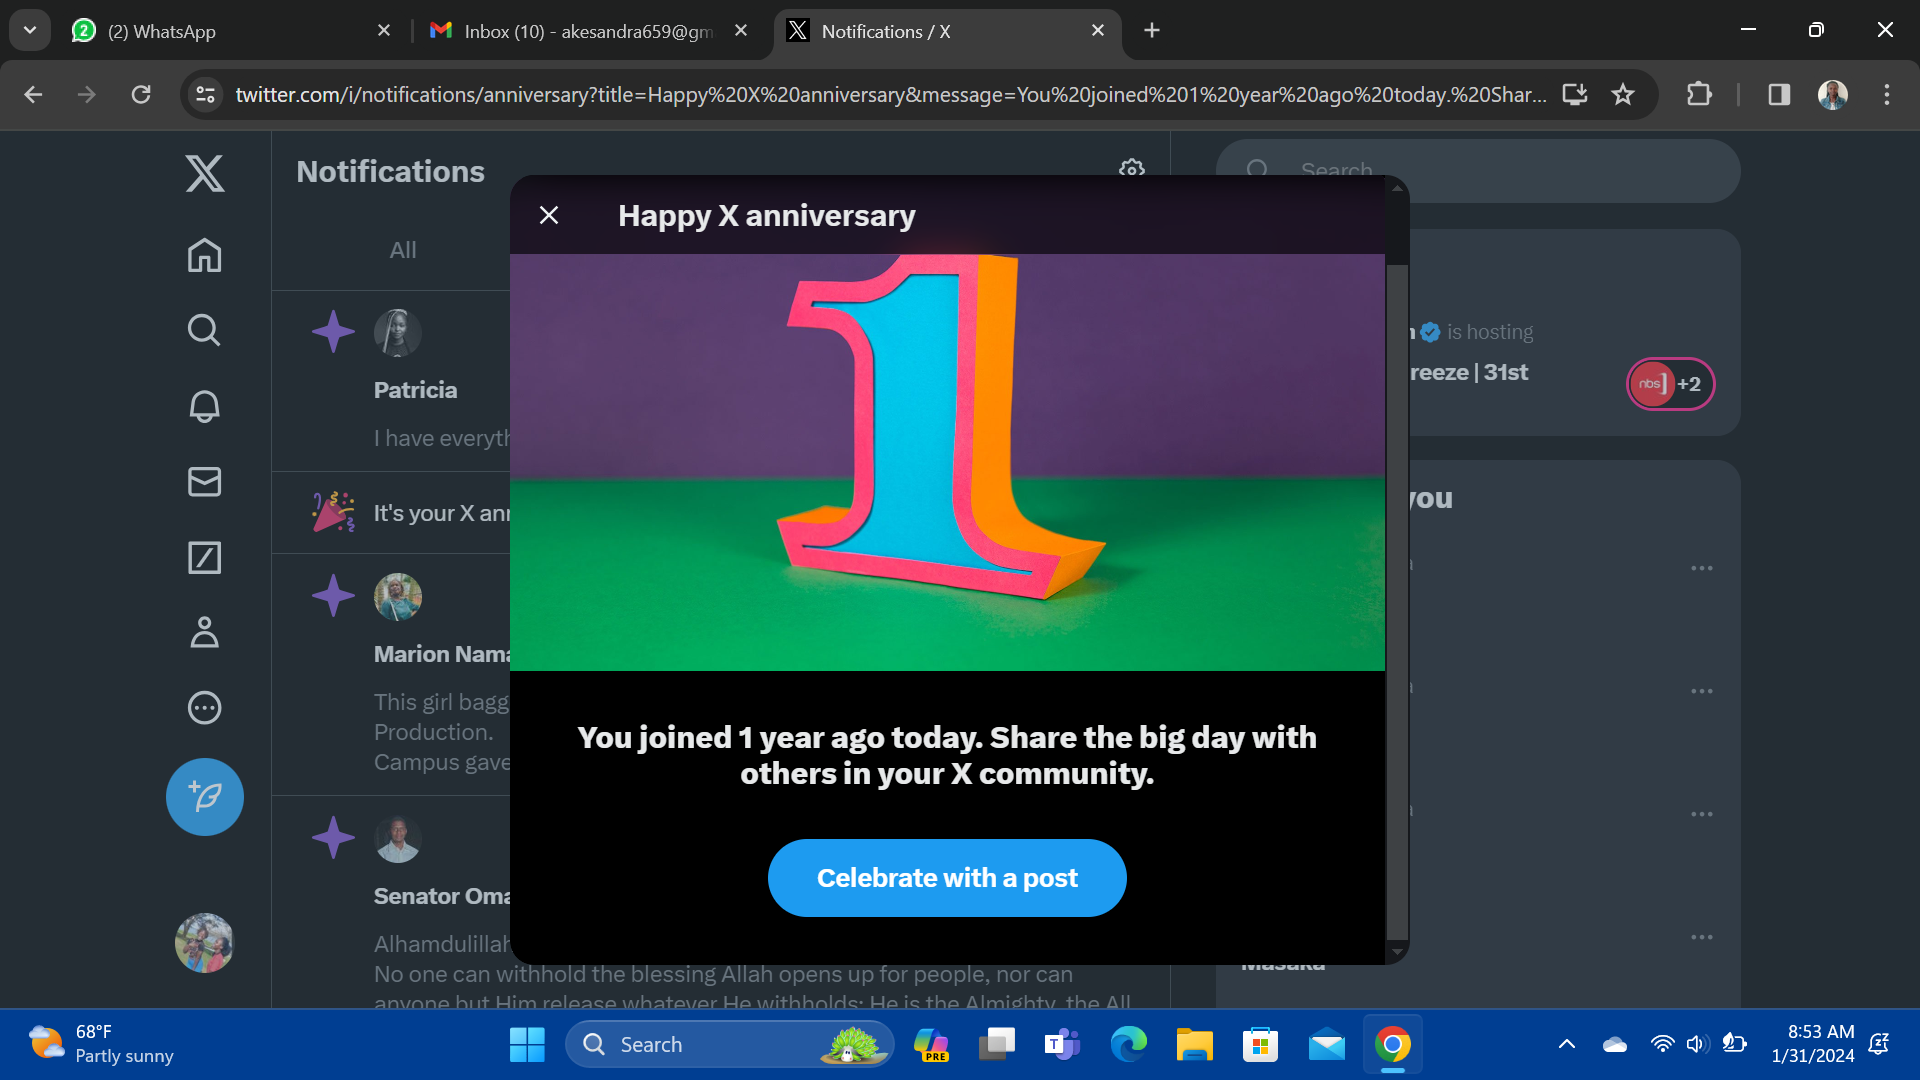 (2) WhatsApp
Inbox (10) - akesandra659@gm
Notifications / X
twitter.com/i/notifications/anniversary?title=Happy%20X%20anniversary&message=You%20joined%201%20year%20ago%20today.%20Shar...
Notifications
Search
Happy X anniversary
All
1
is hosting
reeze | 31st
nbs +2
Patricia
I have everyth
you
It's your X ann
Marion Nama
This girl bagg
Production.
Campus gave
You joined 1 year ago today. Share the big day with
others in your X community.
Celebrate with a post
Senator Oma
Alhamdulillah
No one can withhold the blessing Allah opens up for people, nor can
anyone but Him release whatever He withholds: He is the Almighty, the All
Masaka
68°F
Partly sunny
Search
PRE
8:53 AM
1/31/2024